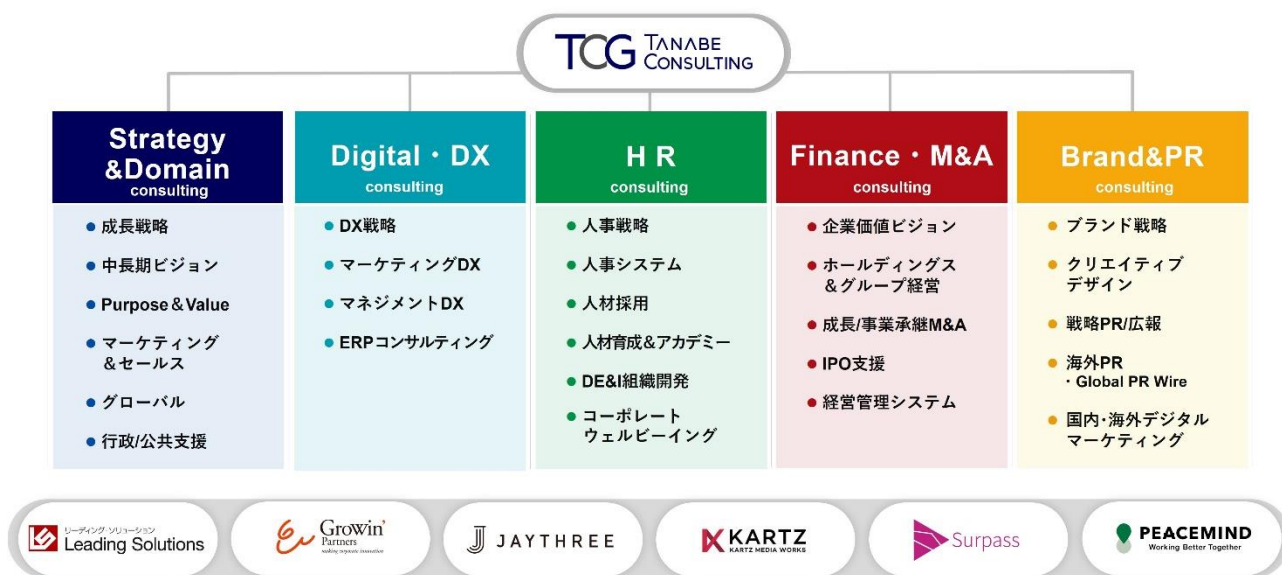 TCG TANABE
CONSULTING
Strategy
&Domain
consulting
成長戦略
中長期ビジョン
Purpose＆Value
マーケティング
＆セールス
グローバル
行政/公共支援
Digital・DX
consulting
DX戦略
マーケティングDX
マネジメントDX
ERPコンサルティング
HR
consulting
人事戦略
人事システム
人材採用
人材育成&アカデミー
DE&I組織開発
コーポレート
ウェルビーイング
Finance・M&A
consulting
企業価値ビジョン
ホールディングス
＆グループ経営
成長/事業承継M&A
IPO支援
経営管理システム
Brand&PR
consulting
ブランド戦略
クリエイティブ
デザイン
戦略PR/広報
海外PR
・Global PR Wire
国内・海外デジタル
マーケティング
リーディング・ソリューション
Leading Solutions
GroWin'
Partners
making corporate innovation
JAYTHREE
KARTZ
KARTZ MEDIA WORKS
Surpass
PEACEMIND
Working Better Together